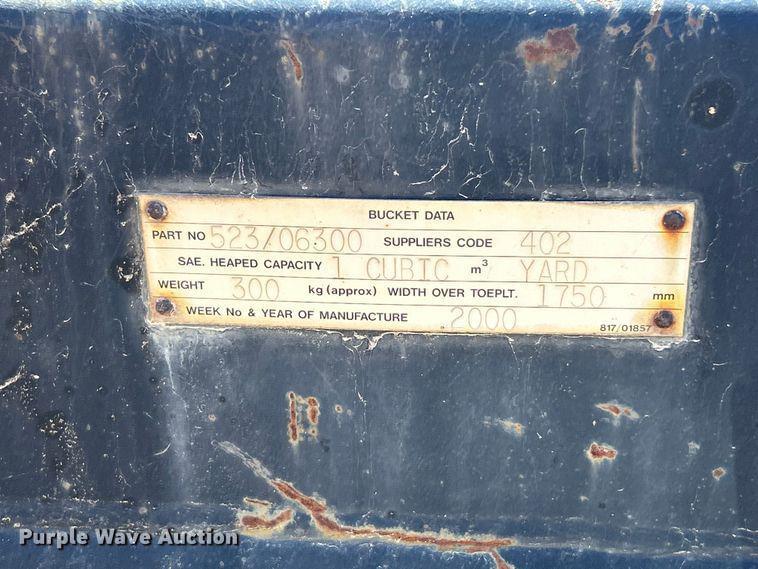 BUCKET DATA
PART NO 523/06300 SUPPLIERS CODE 402
SAE. HEAPED CAPACITY 1 CUBIC m³ YARD
WEIGHT 300 kg (approx) WIDTH OVER TOEPLT. 1750 mm
WEEK No & YEAR OF MANUFACTURE 2000
817/01857
Purple Wave Auction